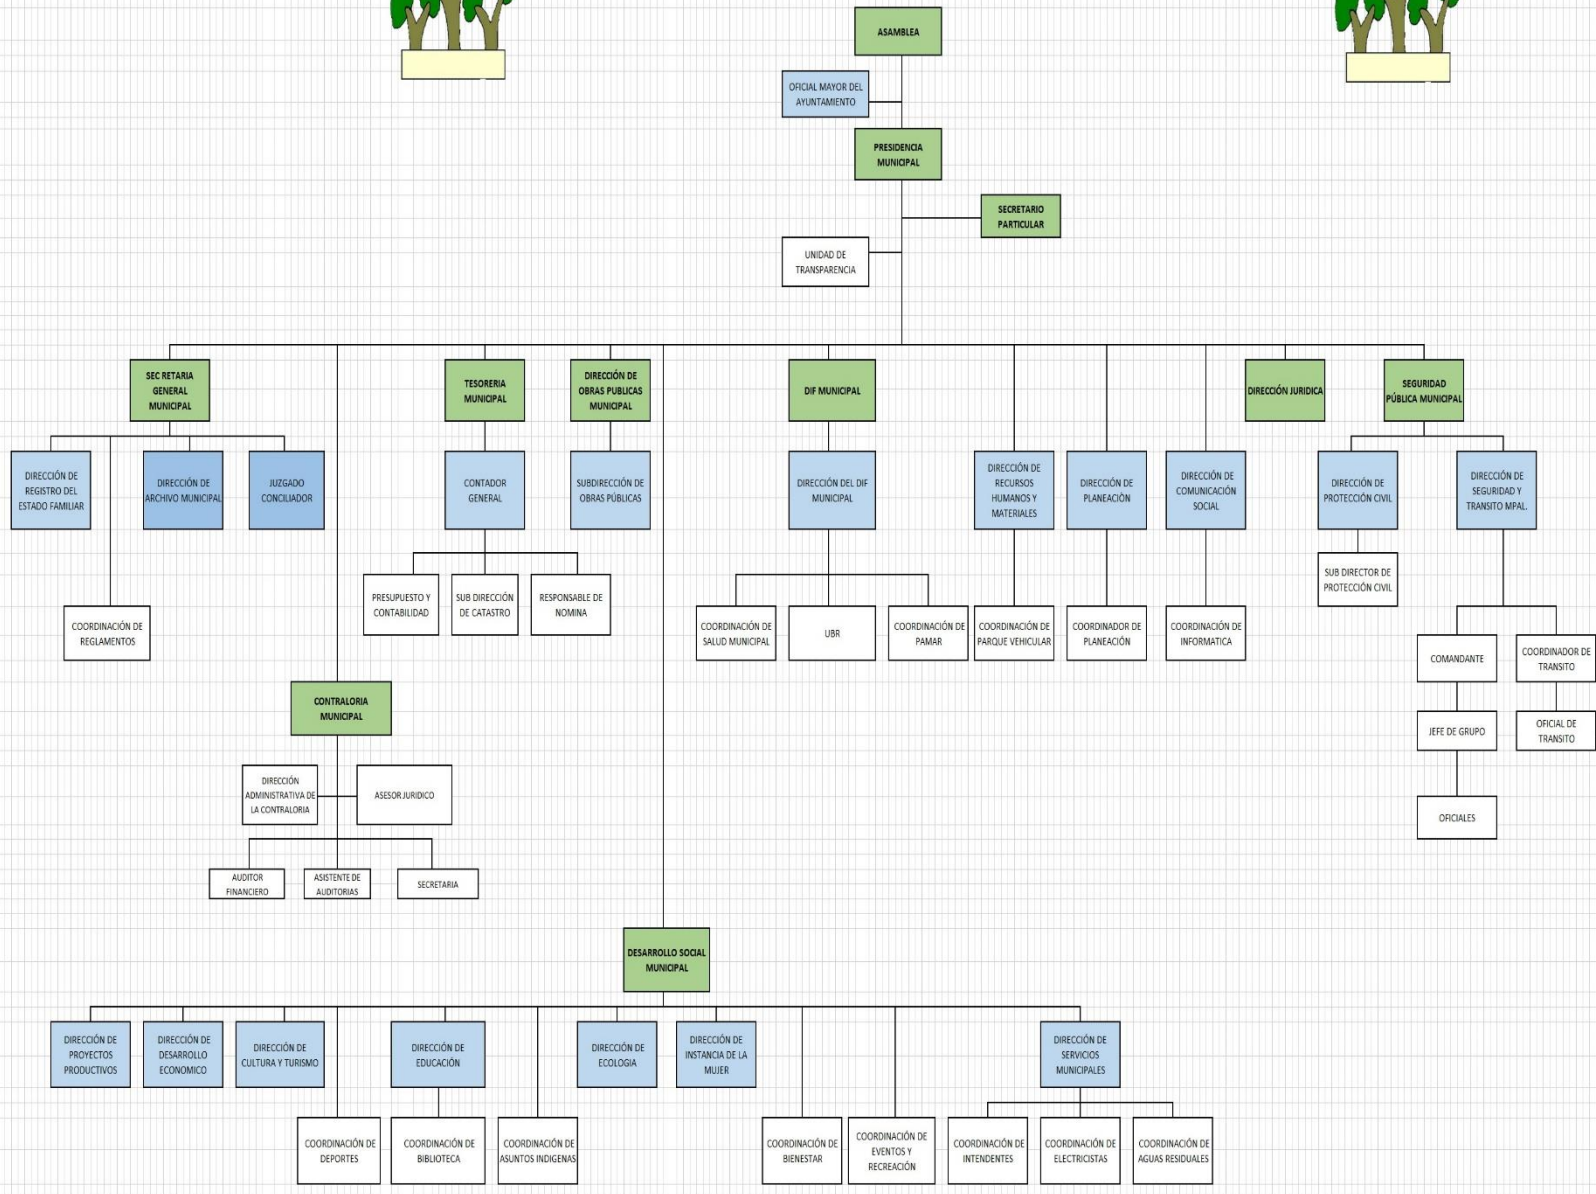 ASAMBLEA
OFICIAL MAYOR DEL
AYUNTAMIENTO
PRESIDENCIA
MUNICIPAL
SECRETARIO
PARTICULAR
UNIDAD DE
TRANSPARENCIA
SEC RETARIA
GENERAL
MUNICIPAL
TESORERIA
MUNICIPAL
DIRECCIÓN DE
OBRAS PUBLICAS
MUNICIPAL
DIF MUNICIPAL
DIRECCIÓN JURIDICA
SEGURIDAD
PÚBLICA MUNICIPAL
DIRECCIÓN DE
REGISTRO DEL
ESTADO FAMILIAR
DIRECCIÓN DE
ARCHIVO MUNICIPAL
JUZGADO
CONCILIADOR
CONTADOR
GENERAL
SUBDIRECCIÓN DE
OBRAS PÚBLICAS
DIRECCIÓN DEL DIF
MUNICIPAL
DIRECCIÓN DE
RECURSOS
HUMANOS Y
MATERIALES
DIRECCIÓN DE
PLANEACIÒN
DIRECCIÓN DE
COMUNICACIÓN
SOCIAL
DIRECCIÓN DE
PROTECCIÓN CIVIL
DIRECCIÓN DE
SEGURIDAD Y
TRANSITO MPAL.
PRESUPUESTO Y
CONTABILIDAD
SUB DIRECCIÓN
DE CATASTRO
RESPONSABLE DE
NOMINA
SUB DIRECTOR DE
PROTECCIÓN CIVIL
COORDINACIÓN DE
REGLAMENTOS
COORDINACIÓN DE
SALUD MUNICIPAL
UBR
COORDINACIÓN DE
PAMAR
COORDINACIÓN DE
PARQUE VEHICULAR
COORDINADOR DE
PLANEACIÓN
COORDINACIÓN DE
INFORMATICA
COMANDANTE
COORDINADOR DE
TRANSITO
CONTRALORIA
MUNICIPAL
JEFE DE GRUPO
OFICIAL DE
TRANSITO
DIRECCIÓN
ADMINISTRATIVA DE
LA CONTRALORIA
ASESOR JURIDICO
OFICIALES
AUDITOR
FINANCIERO
ASISTENTE DE
AUDITORIAS
SECRETARIA
DESARROLLO SOCIAL
MUNICIPAL
DIRECCIÓN DE
PROYECTOS
PRODUCTIVOS
DIRECCIÓN DE
DESARROLLO
ECONOMICO
DIRECCIÓN DE
CULTURA Y TURISMO
DIRECCIÓN DE
EDUCACIÓN
DIRECCIÓN DE
ECOLOGIA
DIRECCIÓN DE
INSTANCIA DE LA
MUJER
DIRECCIÓN DE
SERVICIOS
MUNICIPALES
COORDINACIÓN DE
DEPORTES
COORDINACIÓN DE
BIBLIOTECA
COORDINACIÓN DE
ASUNTOS INDIGENAS
COORDINACIÓN DE
BIENESTAR
COORDINACIÓN DE
EVENTOS Y
RECREACIÓN
COORDINACIÓN DE
INTENDENTES
COORDINACIÓN DE
ELECTRICISTAS
COORDINACIÓN DE
AGUAS RESIDUALES